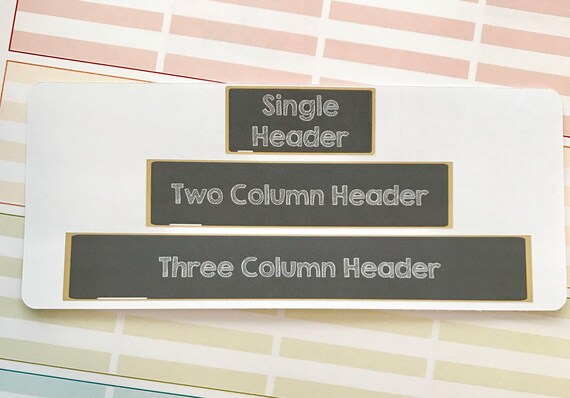 Single
Header
Two Column Header
Three Column Header